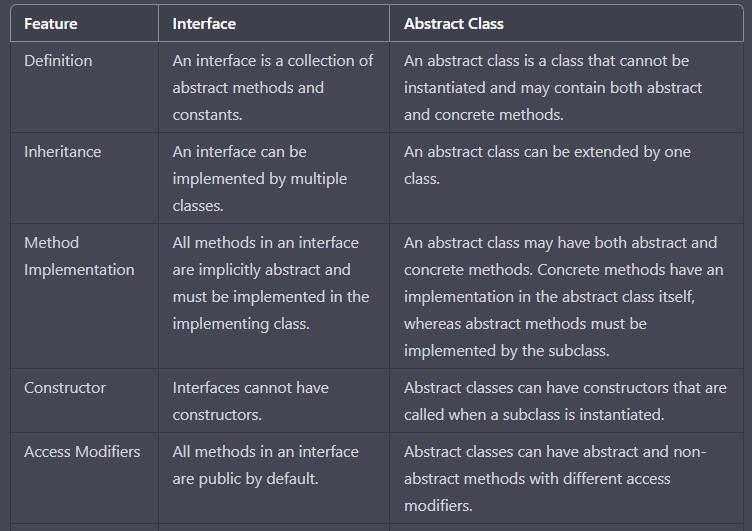 Feature Interface Abstract Class
Definition An interface is a collection of An abstract class is a class that cannot be
abstract methods and instantiated and may contain both abstract
constants. and concrete methods.
Inheritance An interface can be An abstract class can be extended by one
implemented by multiple class.
classes.
Method All methods in an interface An abstract class may have both abstract and
Implementation are implicitly abstract and concrete methods. Concrete methods have an
must be implemented in the implementation in the abstract class itself,
implementing class. whereas abstract methods must be
implemented by the subclass.
Constructor Interfaces cannot have Abstract classes can have constructors that are
constructors. called when a subclass is instantiated.
Access Modifiers All methods in an interface Abstract classes can have abstract and non-
are public by default. abstract methods with different access
modifiers.